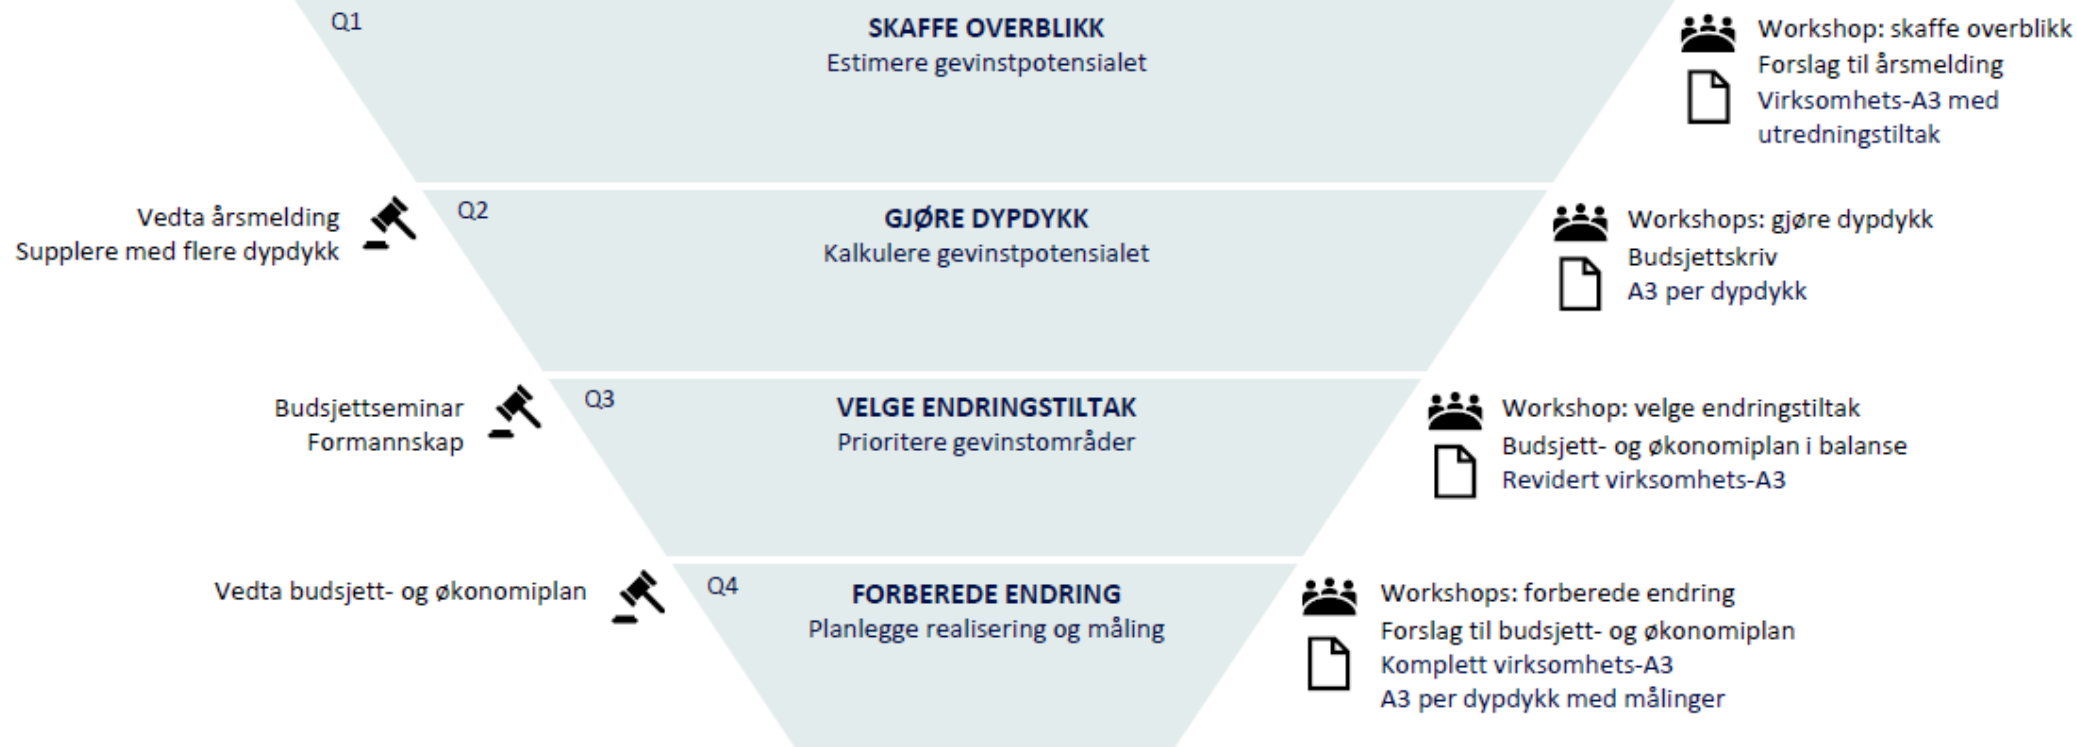 Q1
SKAFFE OVERBLIKK
Estimere gevinstpotensialet
Workshop: skaffe overblikk
Forslag til årsmelding
Virksomhets-A3 med
utredningstiltak
Vedta årsmelding
Supplere med flere dypdykk
Q2
GJØRE DYPDYKK
Kalkulere gevinstpotensialet
Workshops: gjøre dypdykk
Budsjettskriv
A3 per dypdykk
Budsjettseminar
Formannskap
Q3
VELGE ENDRINGSTILTAK
Prioritere gevinstområder
Workshop: velge endringstiltak
Budsjett- og økonomiplan i balanse
Revidert virksomhets-A3
Vedta budsjett- og økonomiplan
Q4
FORBEREDE ENDRING
Planlegge realisering og måling
Workshops: forberede endring
Forslag til budsjett- og økonomiplan
Komplett virksomhets-A3
A3 per dypdykk med målinger